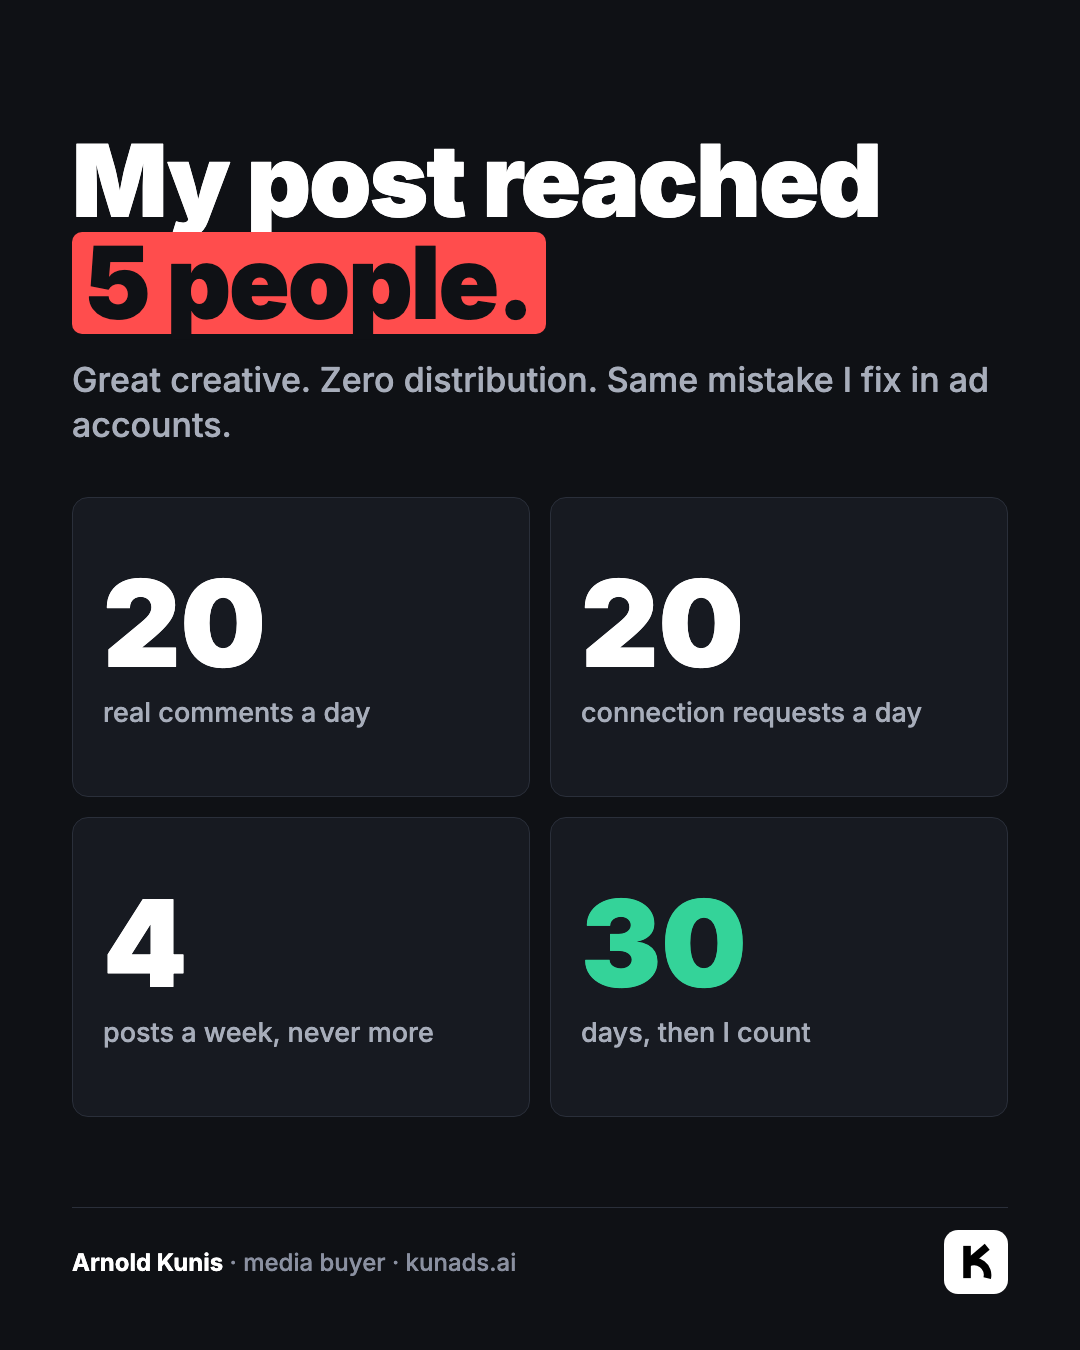 My post reached
5 people.
Great creative. Zero distribution. Same mistake I fix in ad
accounts.
20
real comments a day
20
connection requests a day
4
posts a week, never more
30
days, then I count
Arnold Kunis · media buyer · kunads.ai
K